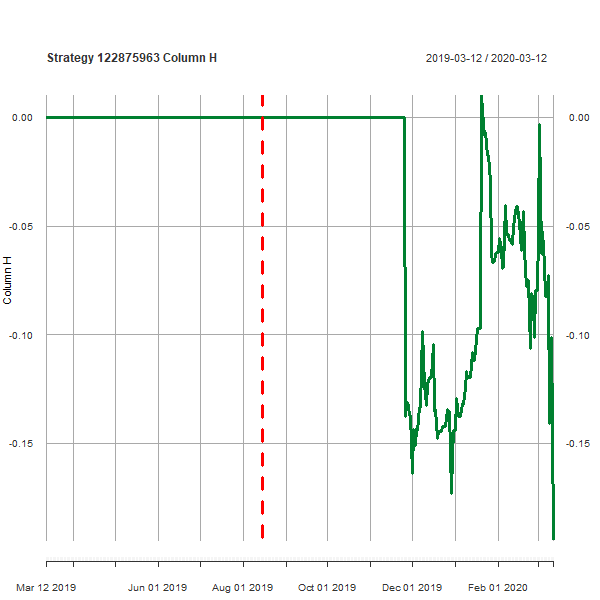 Strategy 122875963 Column H
2019-03-12 / 2020-03-12
0.00 0.00
-0.05 -0.05
Column H
-0.10 -0.10
-0.15 -0.15
Mar 12 2019 Jun 01 2019 Aug 01 2019 Oct 01 2019 Dec 01 2019 Feb 01 2020